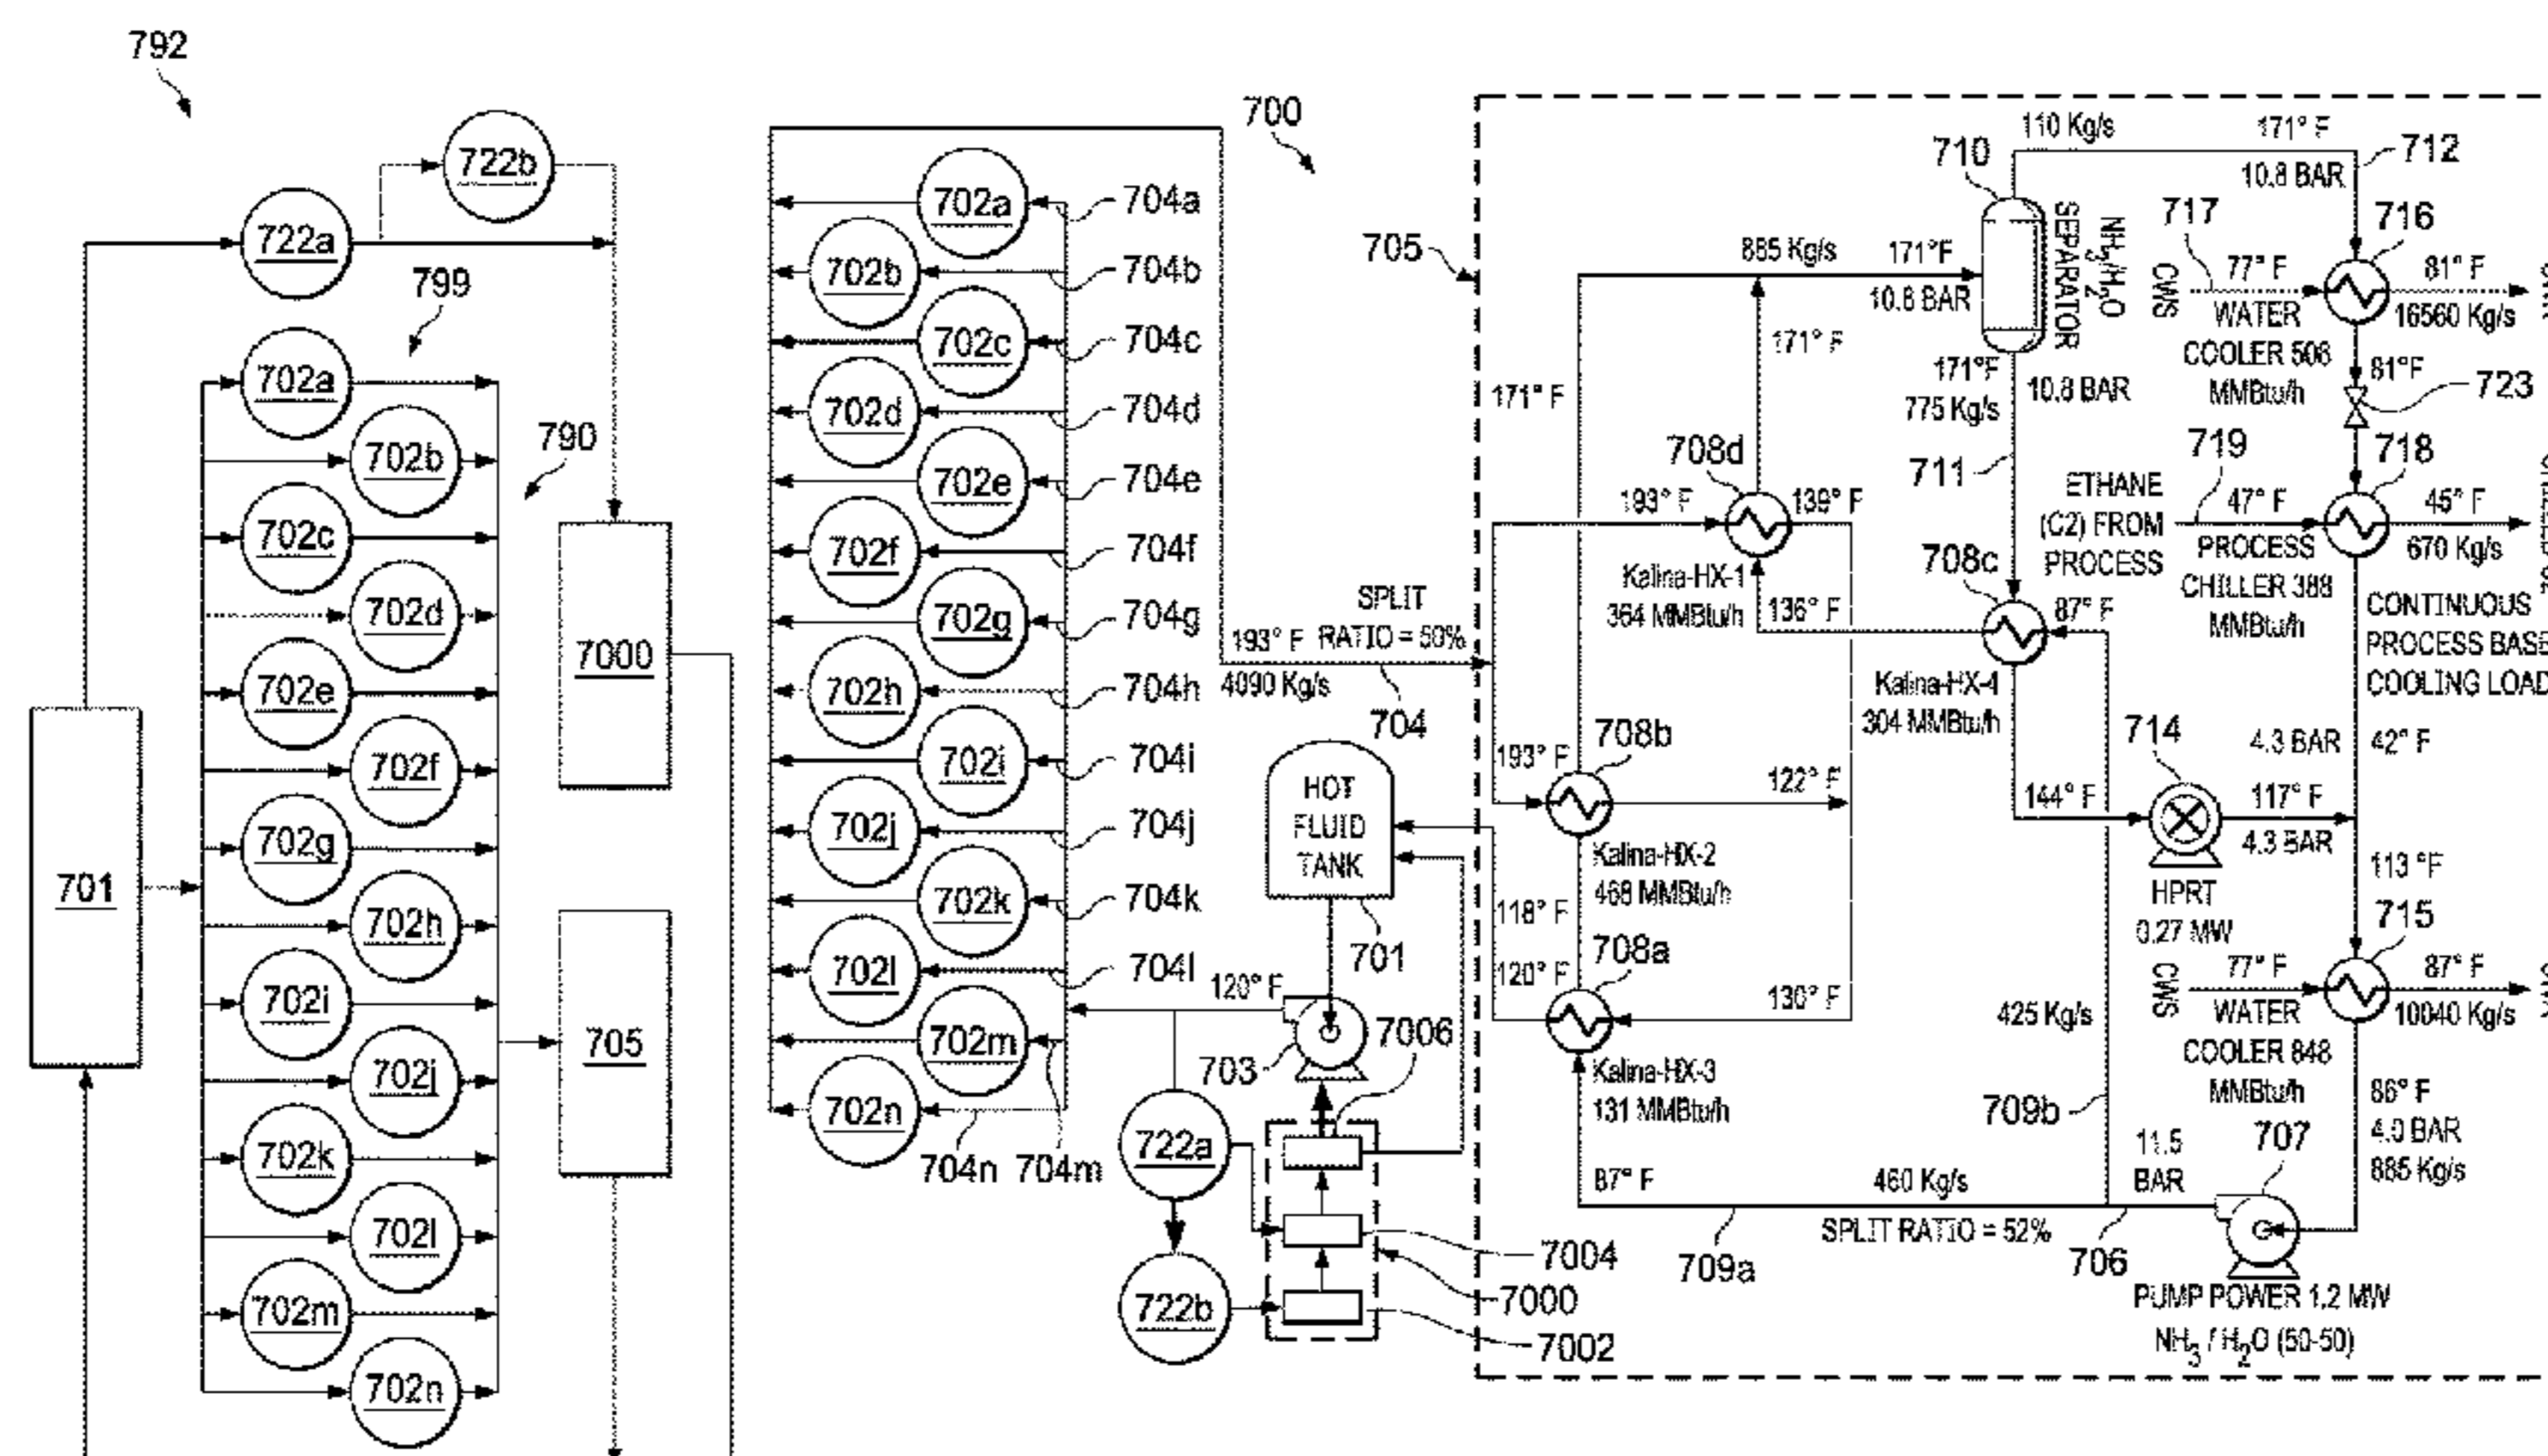 792
722b
722a
799
702a
702b
790
702c
702d
702e
7000
702f
702g
701
702h
702i
705
702j
702k
702l
702m
702n
700
702a
704a
702b
704b
702c
704c
702d
704d
702e
704e
702f
704f
702g
704g
702h
704h
702i
704i
702j
704j
702k
704k
702l
704l
702m
702n
704n
704m
193° F
SPLIT
RATIO = 50%
4090 Kg/s
704
HOT
FLUID
TANK
701
120° F
703
7006
722a
722b
7004
7000
7002
705
885 Kg/s
171°F
10.8 BAR
171° F
171° F
710
NH3/H2O
SEPARATOR
110 Kg/s
171° F
10.8 BAR
712
717
CWS
77° F
WATER
COOLER 506
MMBtu/h
716
81° F
16560 Kg/s
81°F
723
171°F
775 Kg/s
10.8 BAR
711
719
ETHANE
(C2) FROM
PROCESS
47° F
PROCESS
CHILLER 388
MMBtu/h
718
45° F
670 Kg/s
CONTINUOUS
PROCESS BASE
COOLING LOAD
708d
193° F
139° F
Kalina-HX-1
364 MMBtu/h
136° F
708c
87° F
Kalina-HX-4
304 MMBtu/h
193° F
708b
122° F
Kalina-HX-2
468 MMBtu/h
118° F
120° F
708a
130° F
Kalina-HX-3
131 MMBtu/h
714
144° F
117° F
4.3 BAR
HPRT
0.27 MW
4.3 BAR
42° F
113 °F
715
CWS
77° F
WATER
COOLER 848
MMBtu/h
87° F
10040 Kg/s
425 Kg/s
709b
86° F
4.0 BAR
885 Kg/s
11.5
BAR
707
87° F
460 Kg/s
SPLIT RATIO = 52%
709a
706
PUMP POWER 1.2 MW
NH3 / H2O (50-50)